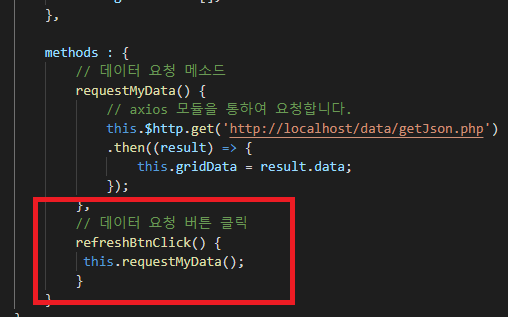 },
methods : {
// 데이터 요청 메소드
requestMyData() {
// axios 모듈을 통하여 요청합니다.
this.$http.get('http://localhost/data/getJson.php')
.then((result) => {
this.gridData = result.data;
});
},
// 데이터 요청 버튼 클릭
refreshBtnClick() {
this.requestMyData();
}
}